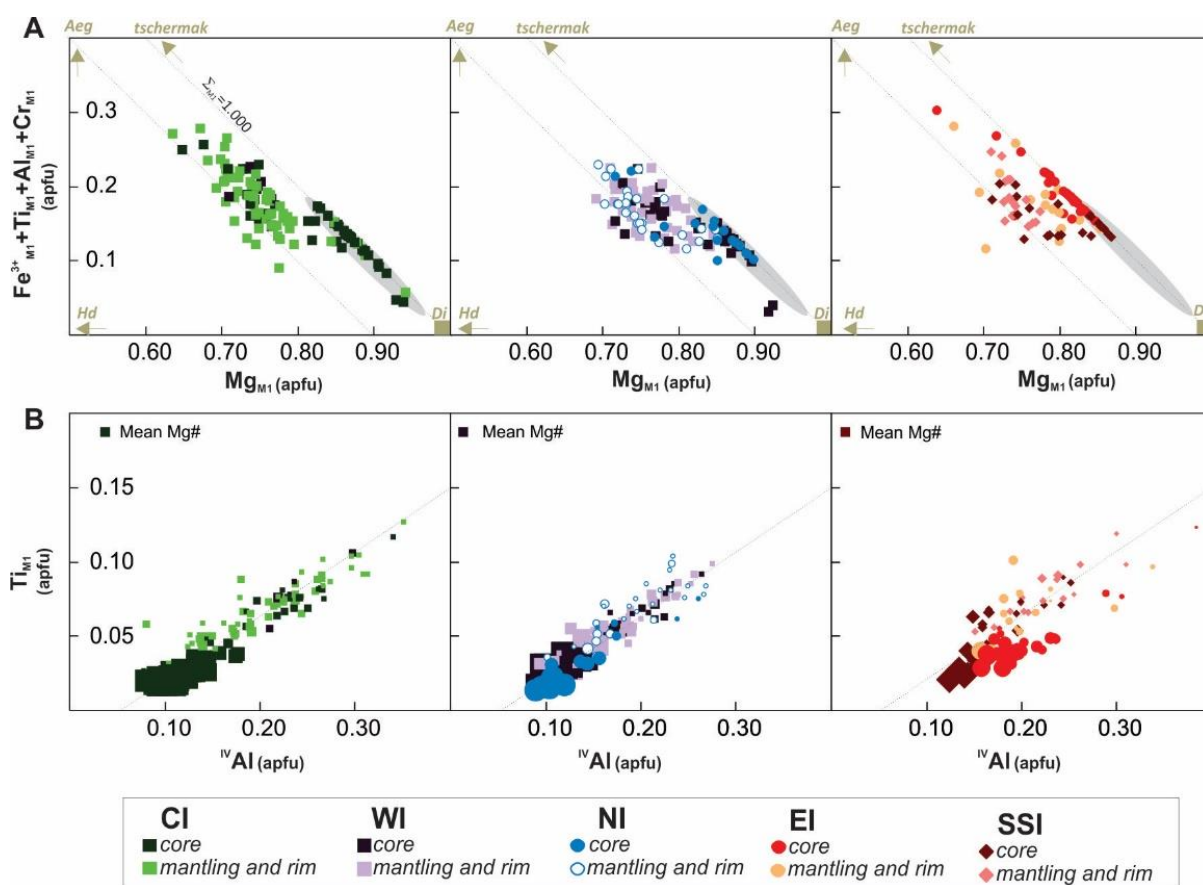 A
Aeg
tschermak
Aeg
tschermak
Aeg
tschermak
ΣM1=1.000
Fe³⁺M1+TiM1+AlM1+CrM1
(apfu)
0.3
0.2
0.1
Hd
Di
Hd
Di
Hd
D
0.60 0.70 0.80 0.90
0.60 0.70 0.80 0.90
0.60 0.70 0.80 0.90
MgM1 (apfu)
MgM1 (apfu)
MgM1 (apfu)
B
Mean Mg#
Mean Mg#
Mean Mg#
TiM1
(apfu)
0.15
0.10
0.05
0.10 0.20 0.30
0.10 0.20 0.30
0.10 0.20 0.30
ᴵⱽAl (apfu)
ᴵⱽAl (apfu)
ᴵⱽAl (apfu)
CI
core
mantling and rim
WI
core
mantling and rim
NI
core
mantling and rim
EI
core
mantling and rim
SSI
core
mantling and rim